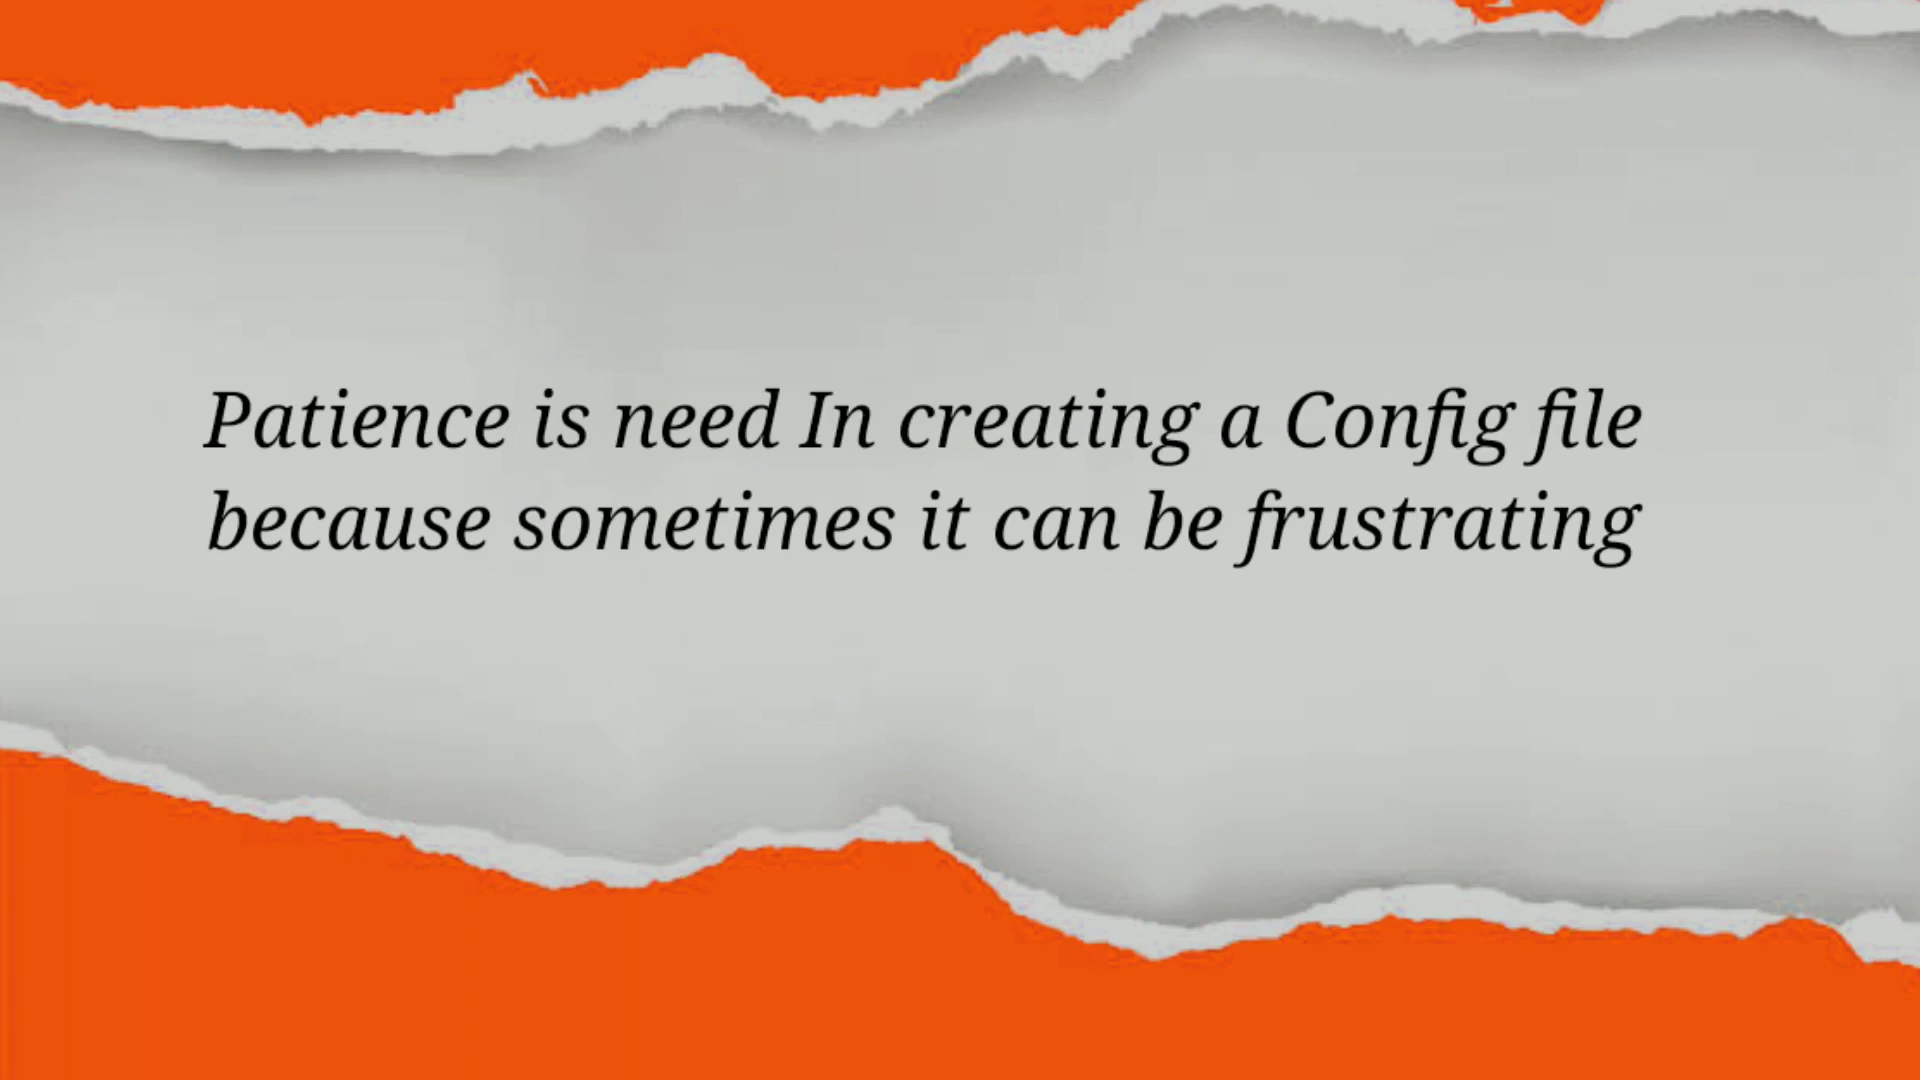 Patience is need In creating a Config file
because sometimes it can be frustrating